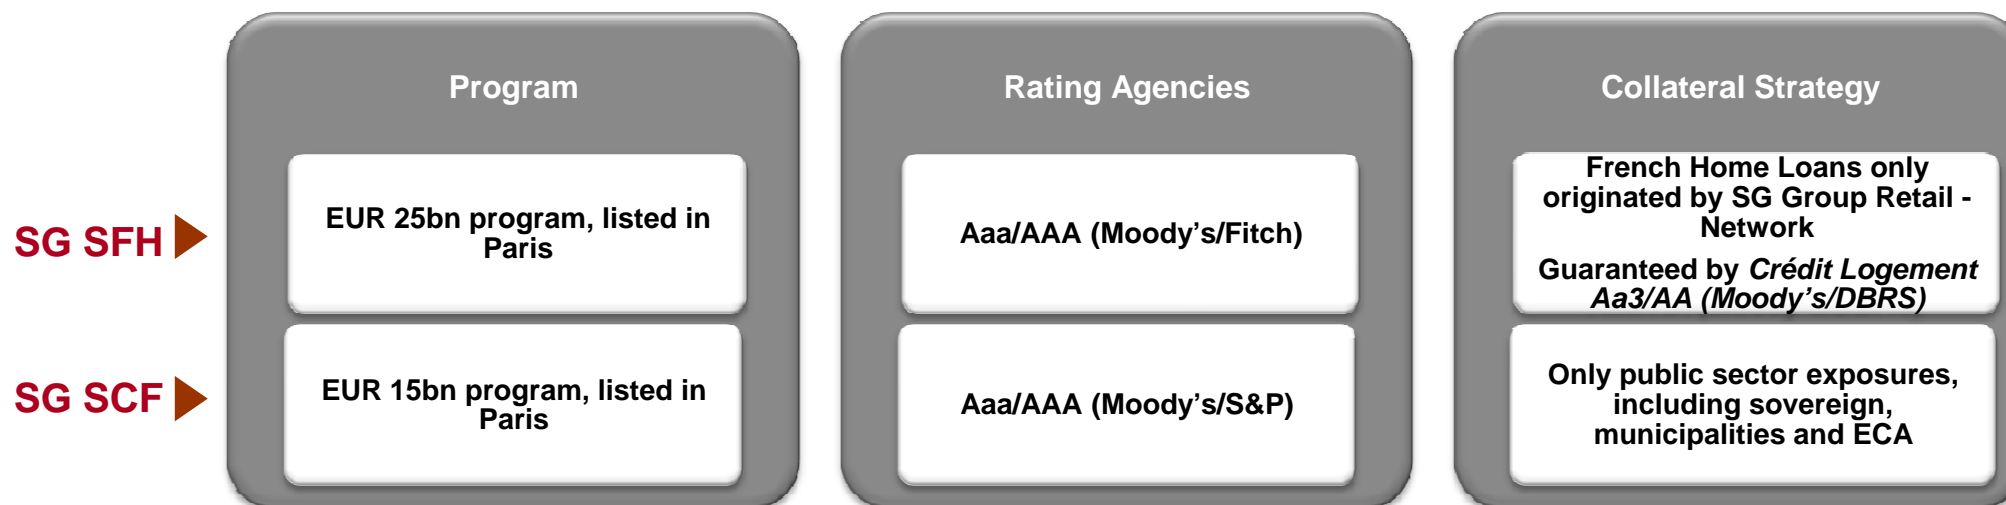 Program
Rating Agencies
Collateral Strategy
SG SFH
EUR 25bn program, listed in
Paris
Aaa/AAA (Moody’s/Fitch)
French Home Loans only
originated by SG Group Retail -
Network
Guaranteed by Crédit Logement
Aa3/AA (Moody’s/DBRS)
SG SCF
EUR 15bn program, listed in
Paris
Aaa/AAA (Moody’s/S&P)
Only public sector exposures,
including sovereign,
municipalities and ECA